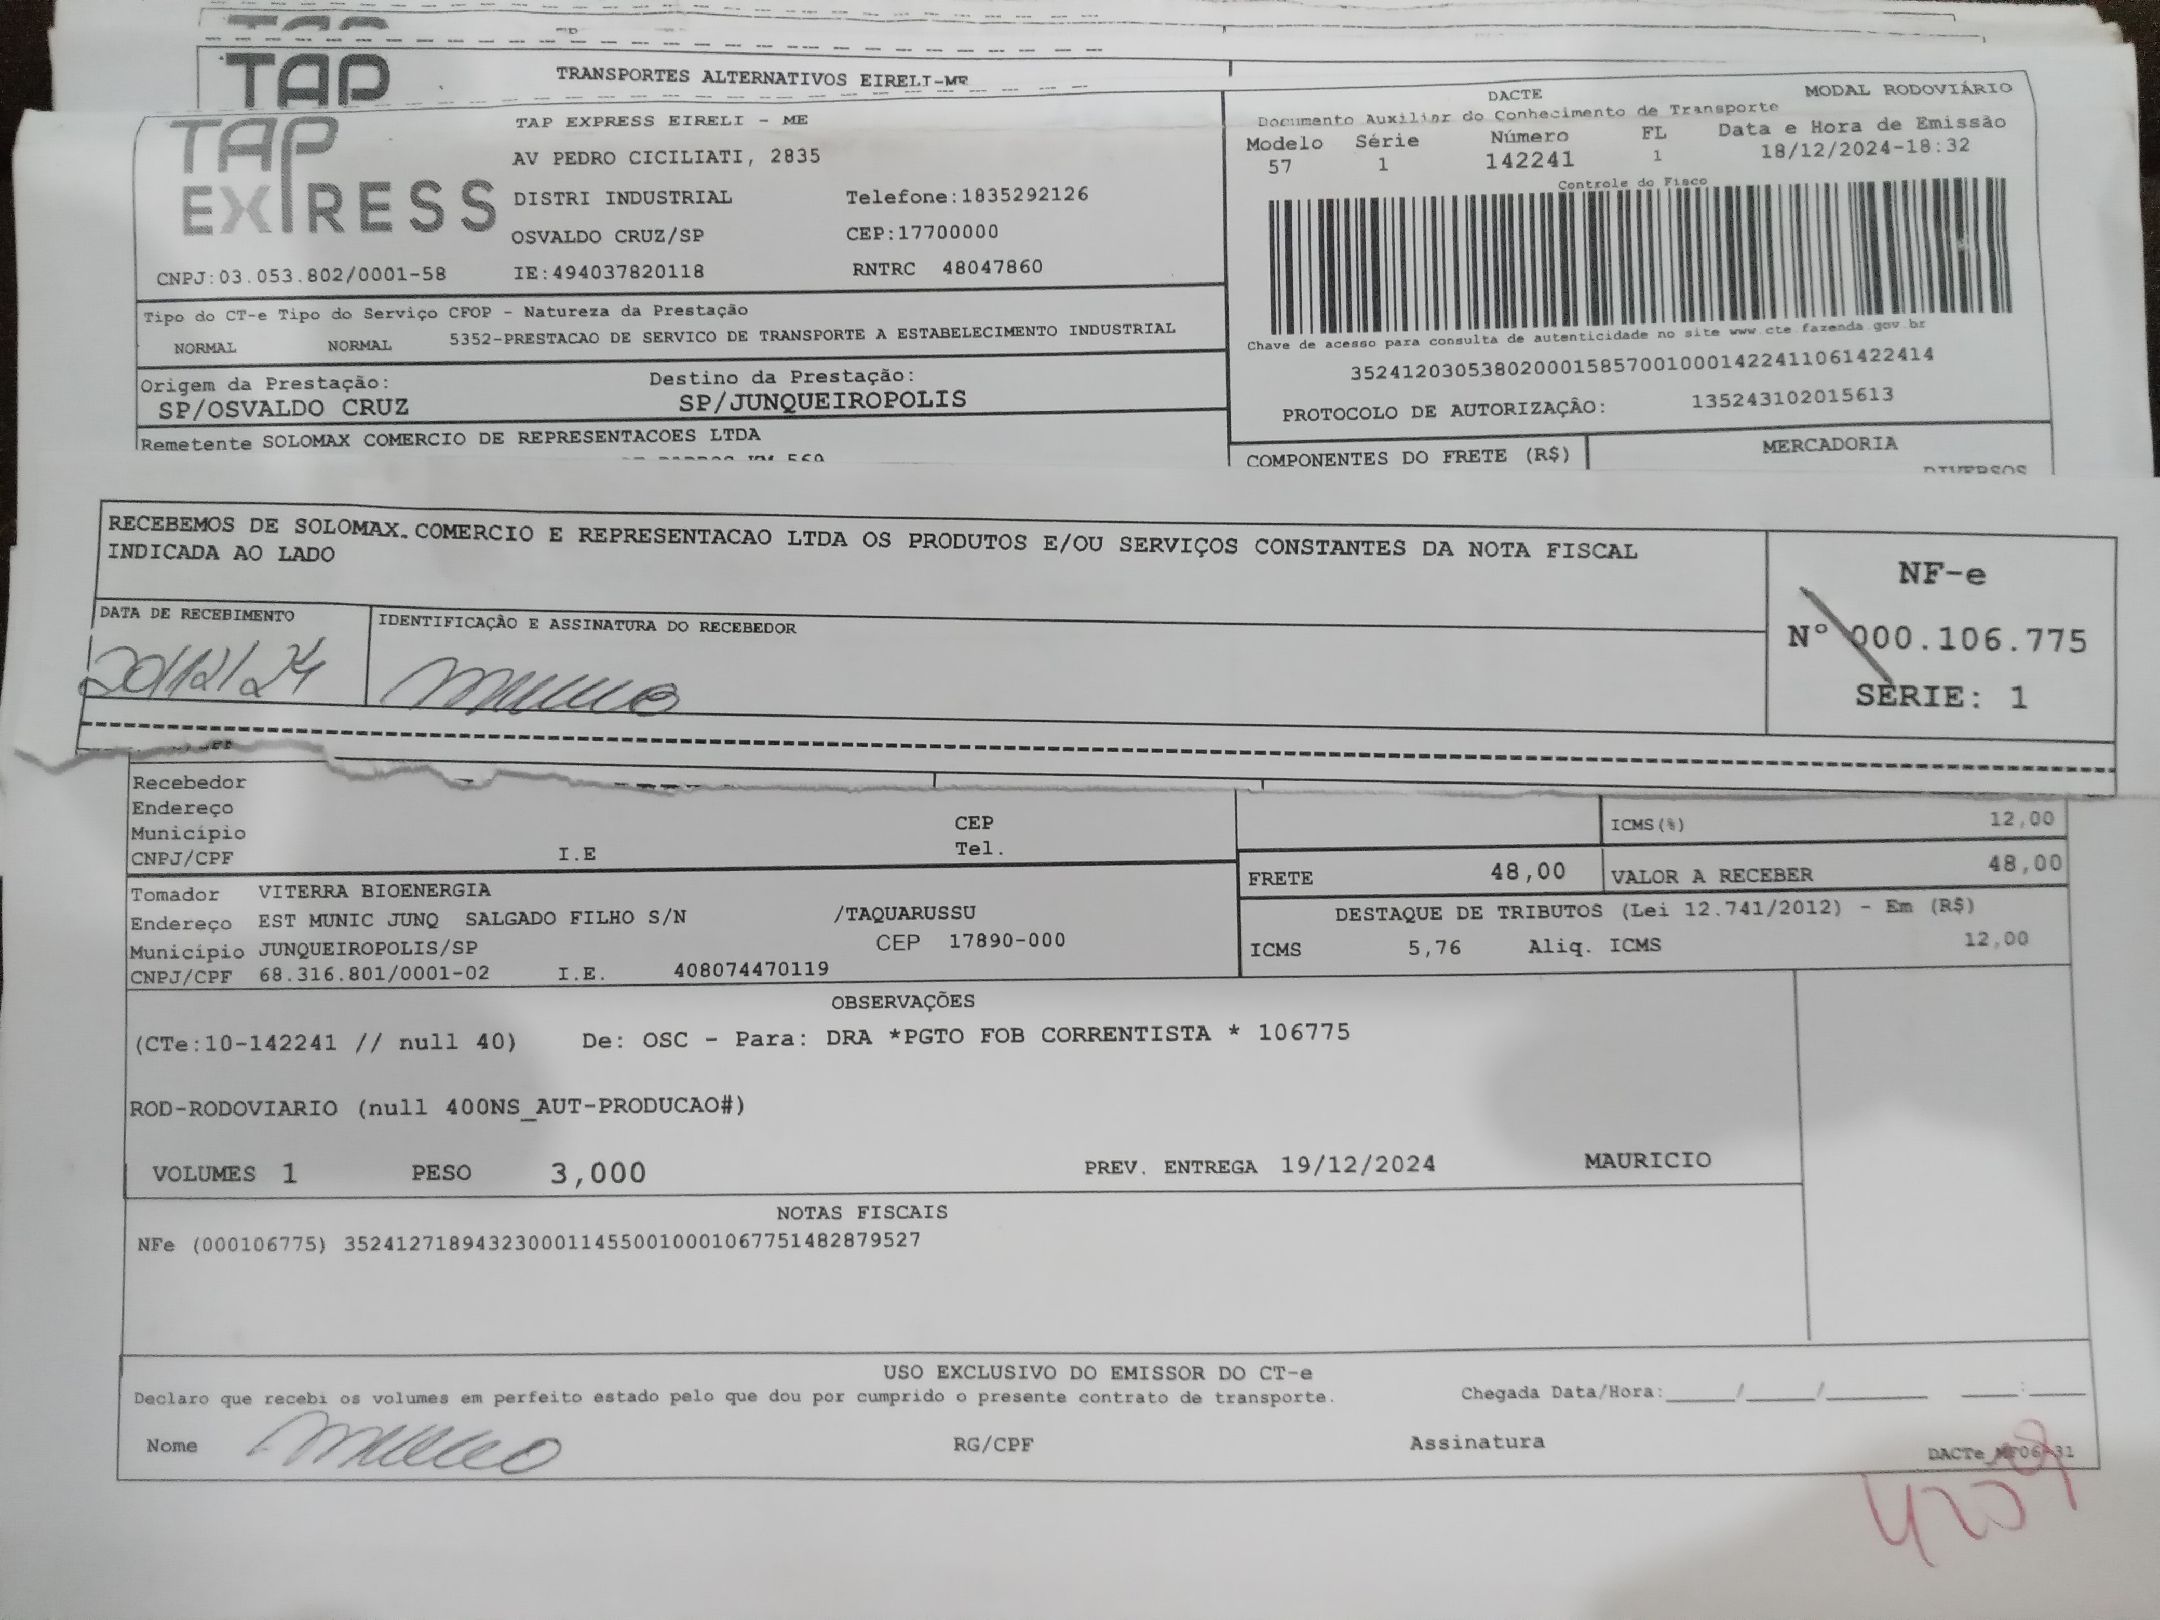 TAP
TRANSPORTES ALTERNATIVOS EIRELI-ME
TAP EXPRESS
TAP EXPRESS EIRELI - ME
AV PEDRO CICILIATI, 2835
DISTRI INDUSTRIAL Telefone:1835292126
OSVALDO CRUZ/SP CEP:17700000
CNPJ:03.053.802/0001-58 IE:494037820118 RNTRC 48047860
DACTE MODAL RODOVIÁRIO
Documento Auxiliar do Conhecimento de Transporte
Modelo Série Número FL Data e Hora de Emissão
57 1 142241 1 18/12/2024-18:32
Controle do Fisco
Chave de acesso para consulta de autenticidade no site www.cte.fazenda.gov.br
35241203053802000158570010001422411061422414
PROTOCOLO DE AUTORIZAÇÃO: 135243102015613
Tipo do CT-e Tipo do Serviço CFOP - Natureza da Prestação
NORMAL NORMAL 5352-PRESTACAO DE SERVICO DE TRANSPORTE A ESTABELECIMENTO INDUSTRIAL
Origem da Prestação: Destino da Prestação:
SP/OSVALDO CRUZ SP/JUNQUEIROPOLIS
Remetente SOLOMAX COMERCIO DE REPRESENTACOES LTDA
COMPONENTES DO FRETE (R$) MERCADORIA
DIVERSOS
RECEBEMOS DE SOLOMAX COMERCIO E REPRESENTACAO LTDA OS PRODUTOS E/OU SERVIÇOS CONSTANTES DA NOTA FISCAL
INDICADA AO LADO
NF-e
Nº 000.106.775
SÉRIE: 1
DATA DE RECEBIMENTO IDENTIFICAÇÃO E ASSINATURA DO RECEBEDOR
20/12/24
Recebedor
Endereço
Município CEP
CNPJ/CPF I.E Tel.
ICMS(%) 12,00
FRETE 48,00 VALOR A RECEBER 48,00
Tomador VITERRA BIOENERGIA
Endereço EST MUNIC JUNQ SALGADO FILHO S/N /TAQUARUSSU
Município JUNQUEIROPOLIS/SP CEP 17890-000
CNPJ/CPF 68.316.801/0001-02 I.E. 408074470119
DESTAQUE DE TRIBUTOS (Lei 12.741/2012) - Em (R$)
ICMS 5,76 Aliq. ICMS 12,00
OBSERVAÇÕES
(CTe:10-142241 // null 40) De: OSC - Para: DRA *PGTO FOB CORRENTISTA * 106775
ROD-RODOVIARIO (null 400NS_AUT-PRODUCAO#)
VOLUMES 1 PESO 3,000 PREV. ENTREGA 19/12/2024 MAURICIO
NOTAS FISCAIS
NFe (000106775) 35241271894323000114550010001067751482879527
USO EXCLUSIVO DO EMISSOR DO CT-e
Declaro que recebi os volumes em perfeito estado pelo que dou por cumprido o presente contrato de transporte. Chegada Data/Hora:____/____/______ ____:____
Nome RG/CPF Assinatura